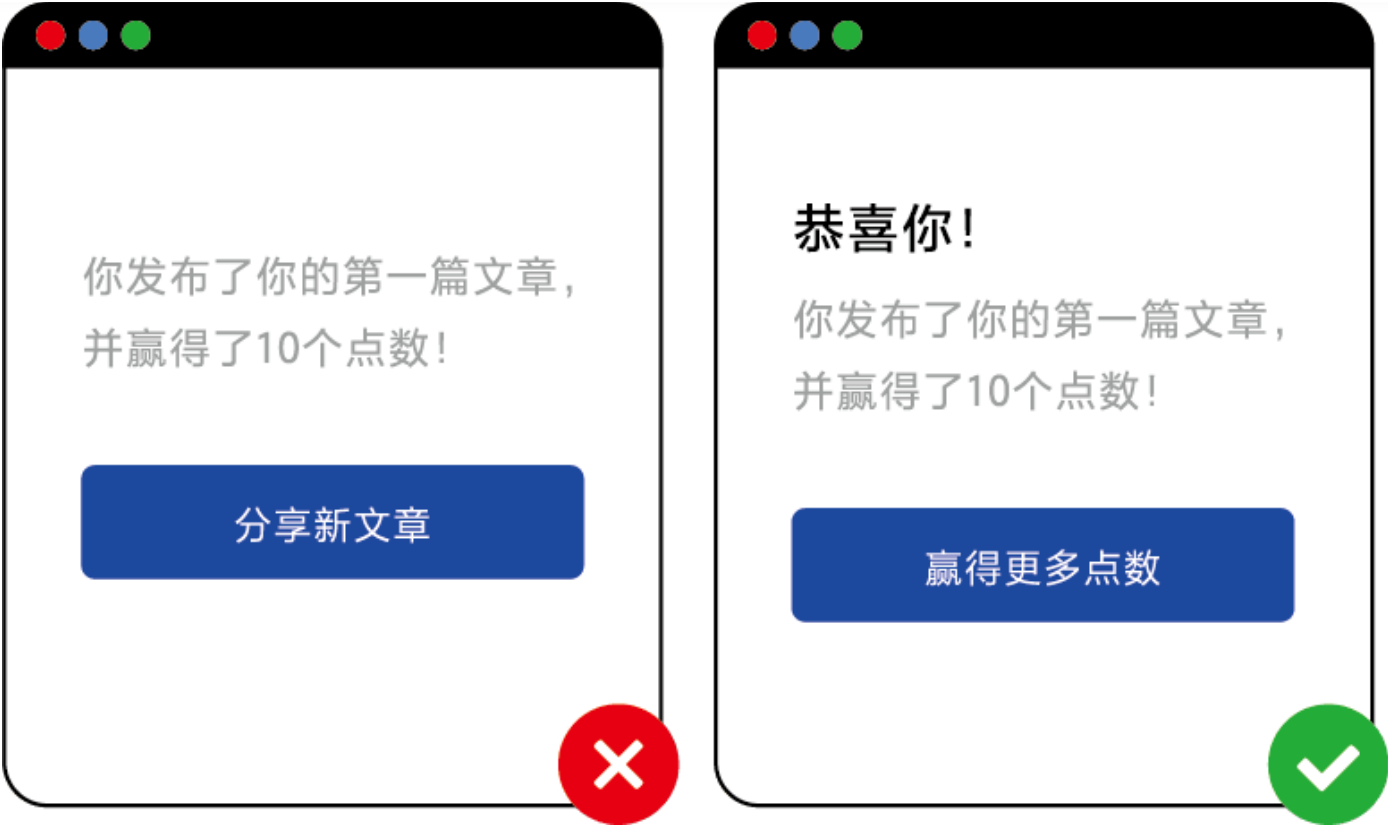 你发布了你的第一篇文章，
并赢得了10个点数！
分享新文章
恭喜你！
你发布了你的第一篇文章，
并赢得了10个点数！
赢得更多点数